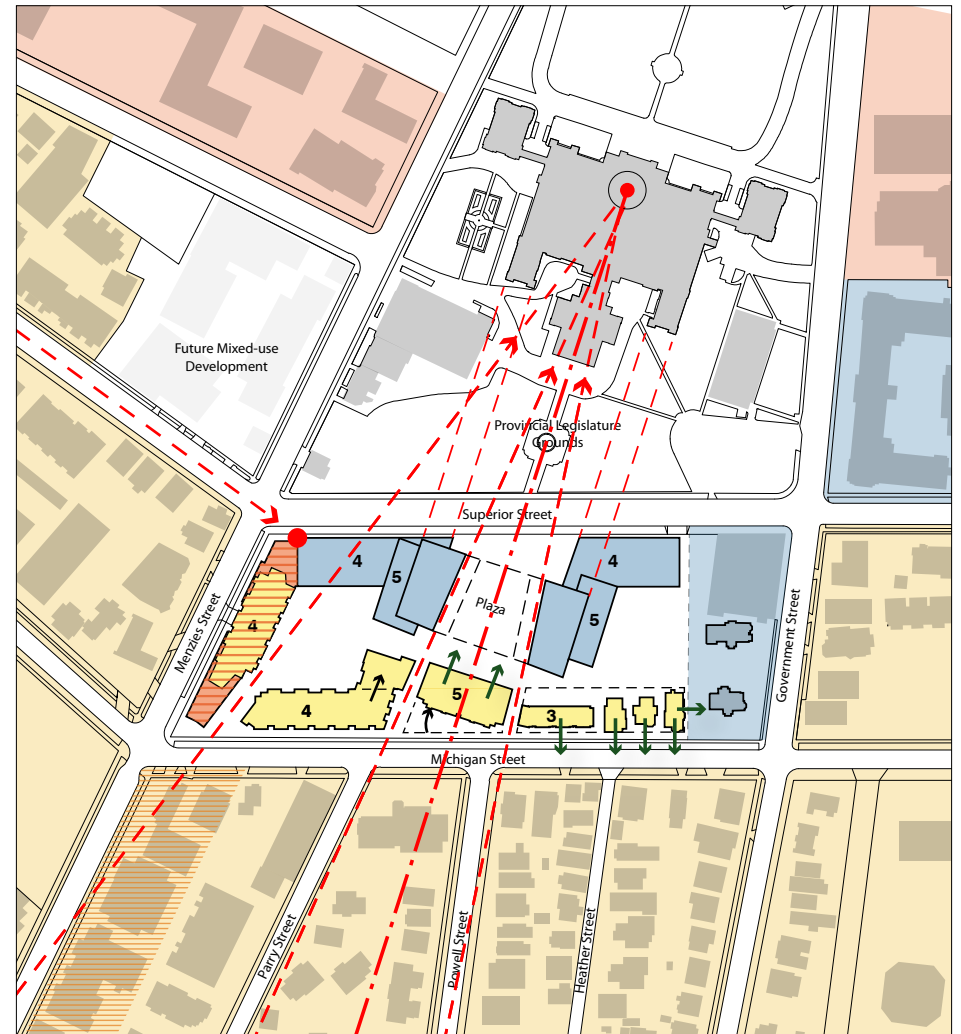 Future Mixed-use
Development
Provincial Legislature
Grounds
Superior Street
4
4
5
Plaza
5
4
Menzies Street
Government Street
5
4
3
Michigan Street
Parry Street
Powell Street
Heather Street